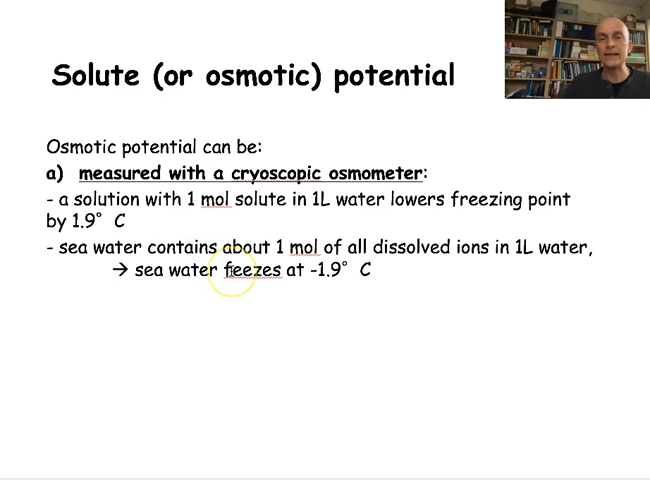 Solute (or osmotic) potential
Osmotic potential can be:
a) measured with a cryoscopic osmometer:
- a solution with 1 mol solute in 1L water lowers freezing point
by 1.9° C
- sea water contains about 1 mol of all dissolved ions in 1L water,
→ sea water feezes at -1.9° C